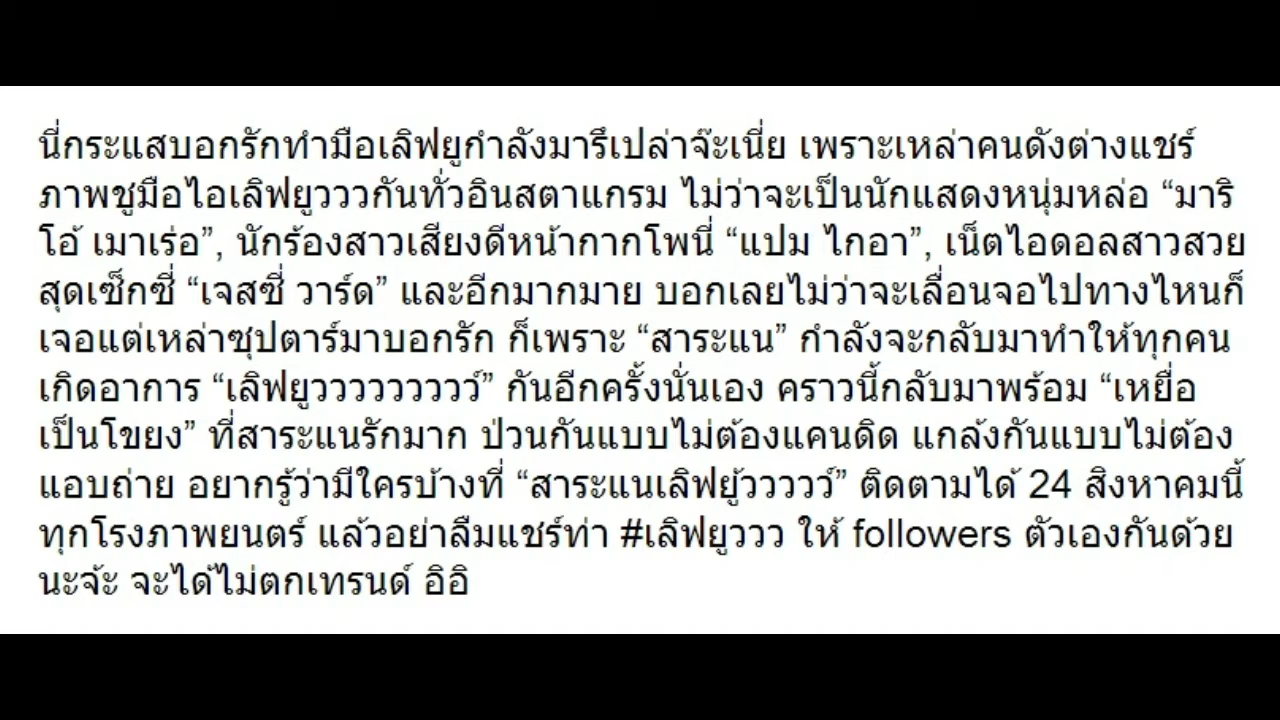 นี่กระแสบอกรักทำมือเลิฟยูกำลังมารึเปล่าจ๊ะเนี่ย เพราะเหล่าคนดังต่างแชร์
ภาพชูมือไอเลิฟยูวววกันทั่วอินสตาแกรม ไม่ว่าจะเป็นนักแสดงหนุ่มหล่อ “มาริ
โอ้ เมาเร่อ”, นักร้องสาวเสียงดีหน้ากากโพนี่ “แปม ไกอา”, เน็ตไอดอลสาวสวย
สุดเซ็กซี่ “เจสซี่ วาร์ด” และอีกมากมาย บอกเลยไม่ว่าจะเลื่อนจอไปทางไหนก็
เจอแต่เหล่าซุปตาร์มาบอกรัก ก็เพราะ “สาระแน” กำลังจะกลับมาทำให้ทุกคน
เกิดอาการ “เลิฟยูววววววววว์” กันอีกครั้งนั่นเอง คราวนี้กลับมาพร้อม “เหยื่อ
เป็นโขยง” ที่สาระแนรักมาก ป่วนกันแบบไม่ต้องแคนดิด แกล้งกันแบบไม่ต้อง
แอบถ่าย อยากรู้ว่ามีใครบ้างที่ “สาระแนเลิฟยู้ววววว์” ติดตามได้ 24 สิงหาคมนี้
ทุกโรงภาพยนตร์ แล้วอย่าลืมแชร์ท่า #เลิฟยูววว ให้ followers ตัวเองกันด้วย
นะจ้ะ จะได้ไม่ตกเทรนด์ อิอิ